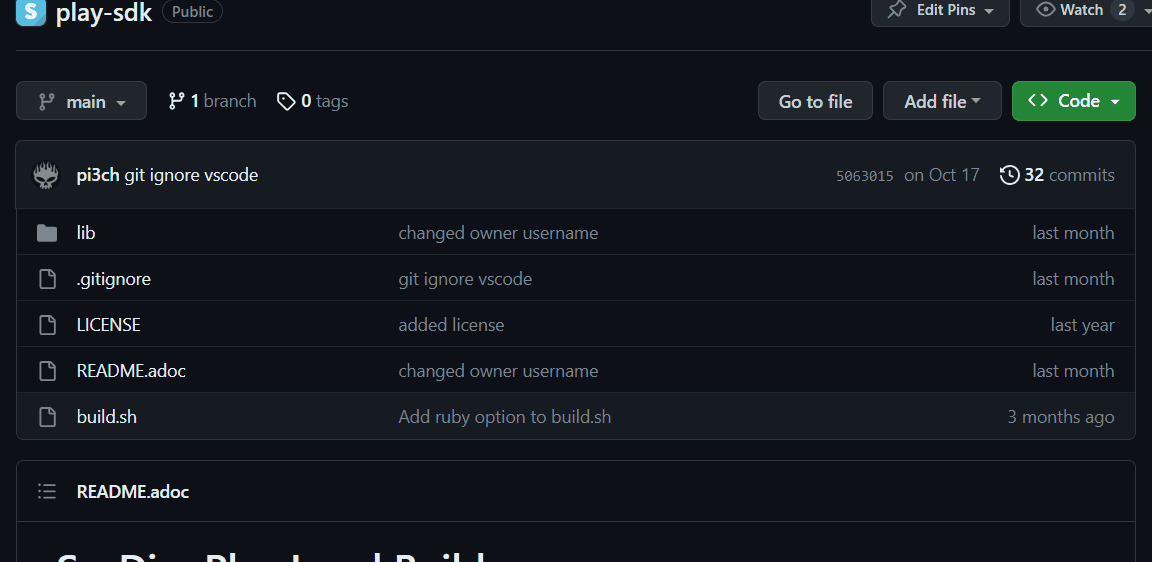 S play-sdk Public Edit Pins Watch 2
main 1 branch 0 tags Go to file Add file Code
pi3ch git ignore vscode 5063015 on Oct 17 32 commits
lib changed owner username last month
.gitignore git ignore vscode last month
LICENSE added license last year
README.adoc changed owner username last month
build.sh Add ruby option to build.sh 3 months ago
README.adoc